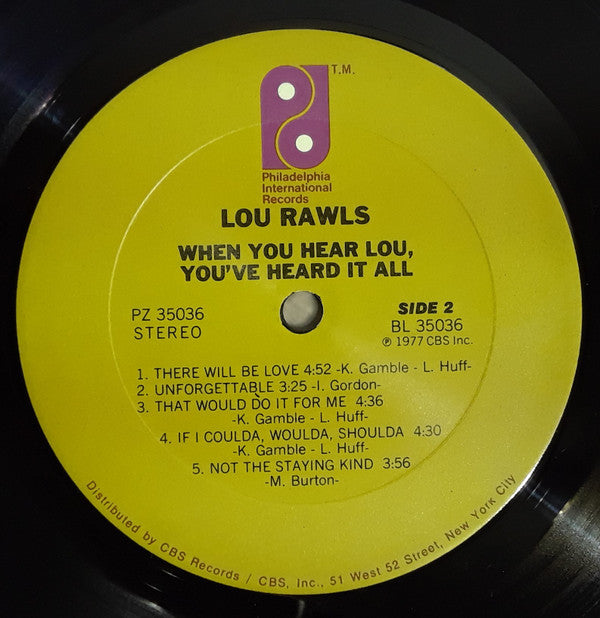 T.M.
Philadelphia
International
Records
LOU RAWLS
WHEN YOU HEAR LOU,
YOU'VE HEARD IT ALL
PZ 35036
STEREO
SIDE 2
BL 35036
℗ 1977 CBS Inc.
1. THERE WILL BE LOVE 4:52 -K. Gamble - L. Huff-
2. UNFORGETTABLE 3:25 -I. Gordon-
3. THAT WOULD DO IT FOR ME 4:36
-K. Gamble - L. Huff-
4. IF I COULDA, WOULDA, SHOULDA 4:30
-K. Gamble - L. Huff-
5. NOT THE STAYING KIND 3:56
-M. Burton-
Distributed by CBS Records / CBS, Inc., 51 West 52 Street, New York City